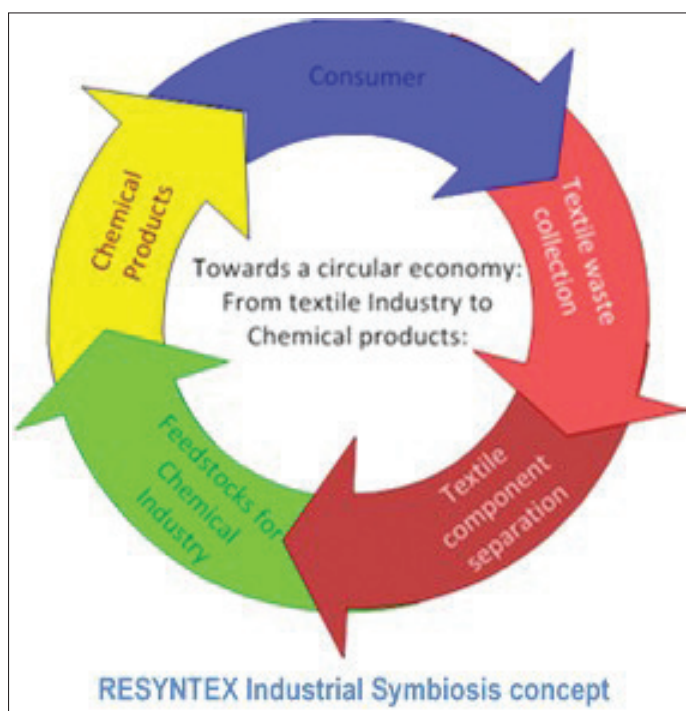 Consumer
Textile waste
collection
Textile
component
separation
Feedstocks for
Chemical
Industry
Chemical
Products
Towards a circular economy:
From textile Industry to
Chemical products:
RESYNTEX Industrial Symbiosis concept